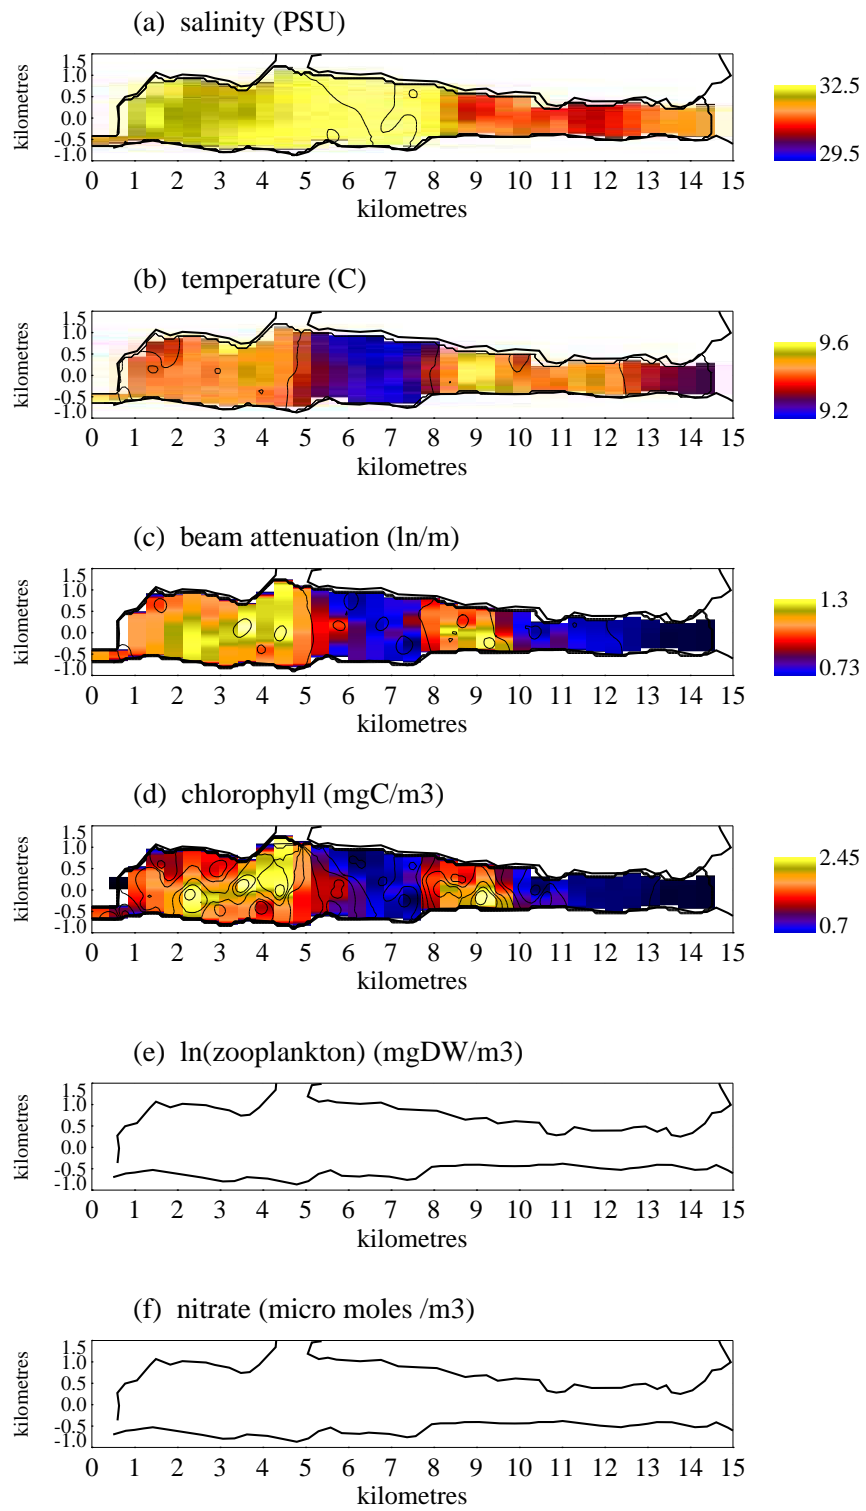 (a) salinity (PSU)
kilometres
1.5
1.0
0.5
0.0
-0.5
-1.0
0 1 2 3 4 5 6 7 8 9 10 11 12 13 14 15
kilometres
32.5
29.5
(b) temperature (C)
kilometres
1.5
1.0
0.5
0.0
-0.5
-1.0
0 1 2 3 4 5 6 7 8 9 10 11 12 13 14 15
kilometres
9.6
9.2
(c) beam attenuation (ln/m)
kilometres
1.5
1.0
0.5
0.0
-0.5
-1.0
0 1 2 3 4 5 6 7 8 9 10 11 12 13 14 15
kilometres
1.3
0.73
(d) chlorophyll (mgC/m3)
kilometres
1.5
1.0
0.5
0.0
-0.5
-1.0
0 1 2 3 4 5 6 7 8 9 10 11 12 13 14 15
kilometres
2.45
0.7
(e) ln(zooplankton) (mgDW/m3)
kilometres
1.5
1.0
0.5
0.0
-0.5
-1.0
0 1 2 3 4 5 6 7 8 9 10 11 12 13 14 15
kilometres
(f) nitrate (micro moles /m3)
kilometres
1.5
1.0
0.5
0.0
-0.5
-1.0
0 1 2 3 4 5 6 7 8 9 10 11 12 13 14 15
kilometres